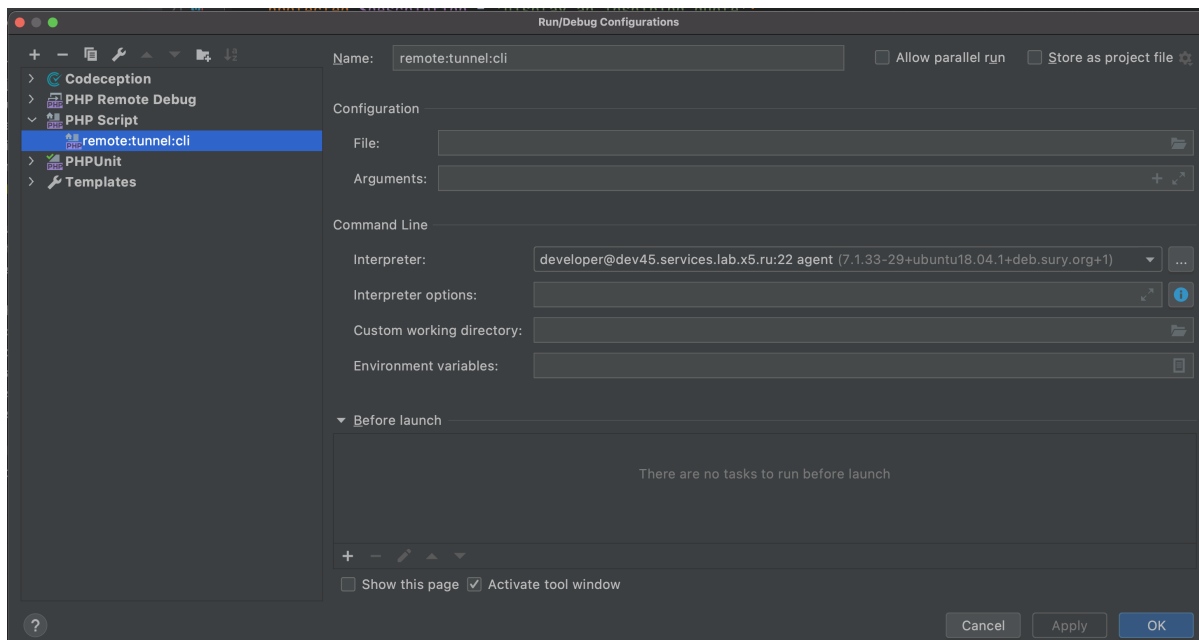 Run/Debug Configurations
Name: remote:tunnel:cli Allow parallel run Store as project file
Codeception
PHP Remote Debug
PHP Script
remote:tunnel:cli
PHPUnit
Templates
Configuration
File:
Arguments:
Command Line
Interpreter: developer@dev45.services.lab.x5.ru:22 agent (7.1.33-29+ubuntu18.04.1+deb.sury.org+1) ...
Interpreter options:
Custom working directory:
Environment variables:
Before launch
There are no tasks to run before launch
Show this page Activate tool window
? Cancel Apply OK